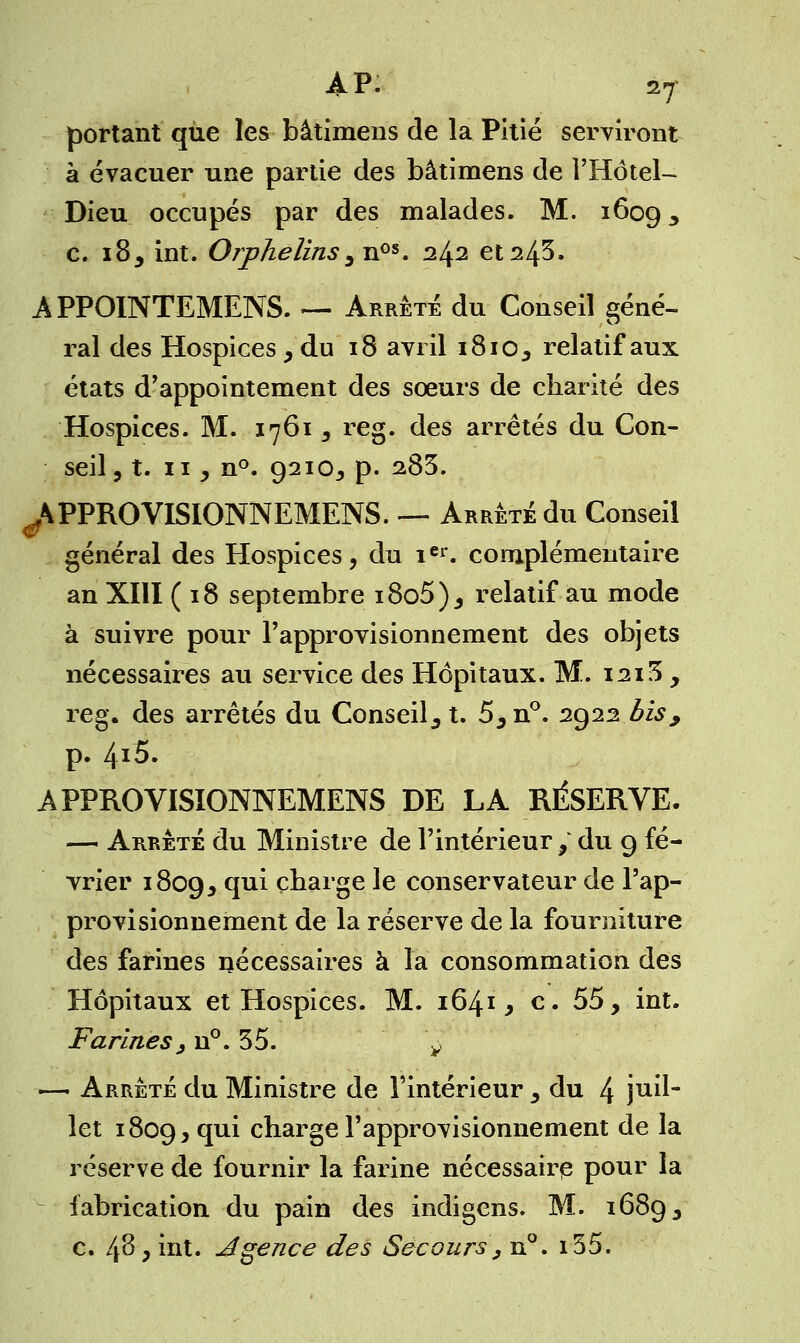 AP. 27
portant que les bâtimens de la Pitié serviront
à évacuer une partie des bâtimens de l'Hôtel-
Dieu occupés par des malades. M. 1609,
c. 18, int. Orphelins, nos. 242 et 243.
APPOINTEMENS. — Arrêté du Conseil géné-
ral des Hospices, du 18 avril 1810, relatif aux
états d'appointement des sœurs de charité des
Hospices. M. 1761, reg. des arrêtés du Con-
seil, t. 11, no. 9210, p. 283.
APPROVISIONNEMENS. — Arrêté du Conseil
général des Hospices, du 1er. complémentaire
an XIII ( 18 septembre 1805), relatif au mode
à suivre pour l'approvisionnement des objets
nécessaires au service des Hôpitaux. M. 1213,
reg. des arrêtés du Conseil, t. 5, n°. 2922 bis,
p. 415.
APPROVISIONNEMENS DE LA RÉSERVE.
— Arrêté du Ministre de l'intérieur, du 9 fé-
vrier 1809, qui charge le conservateur de l'ap-
provisionnement de la réserve de la fourniture
des farines nécessaires à la consommation des
Hôpitaux et Hospices. M. 1641, c. 55, int.
Farines, n°. 35.
— Arrêté du Ministre de l'intérieur, du 4 juil-
let 1809, qui charge l'approvisionnement de la
réserve de fournir la farine nécessaire pour la
fabrication du pain des indigens. M. 1689,
c. 48, int. Agence des Secours, n°. 135.